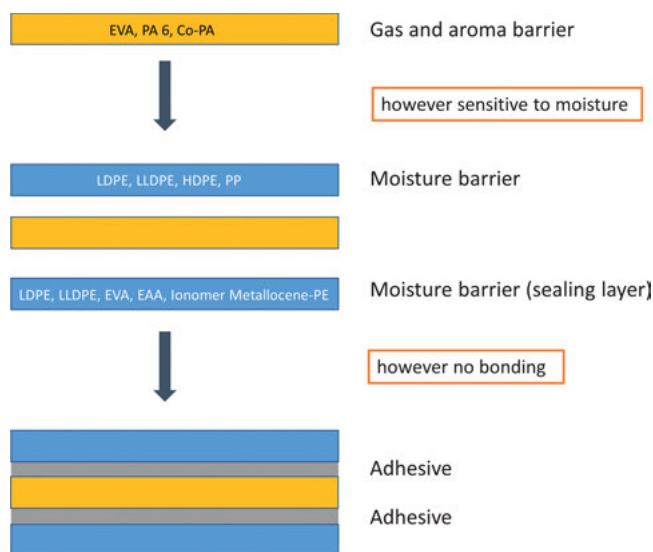 EVA, PA 6, Co-PA
Gas and aroma barrier
however sensitive to moisture
LDPE, LLDPE, HDPE, PP
Moisture barrier
LDPE, LLDPE, EVA, EAA, Ionomer Metallocene-PE
Moisture barrier (sealing layer)
however no bonding
Adhesive
Adhesive